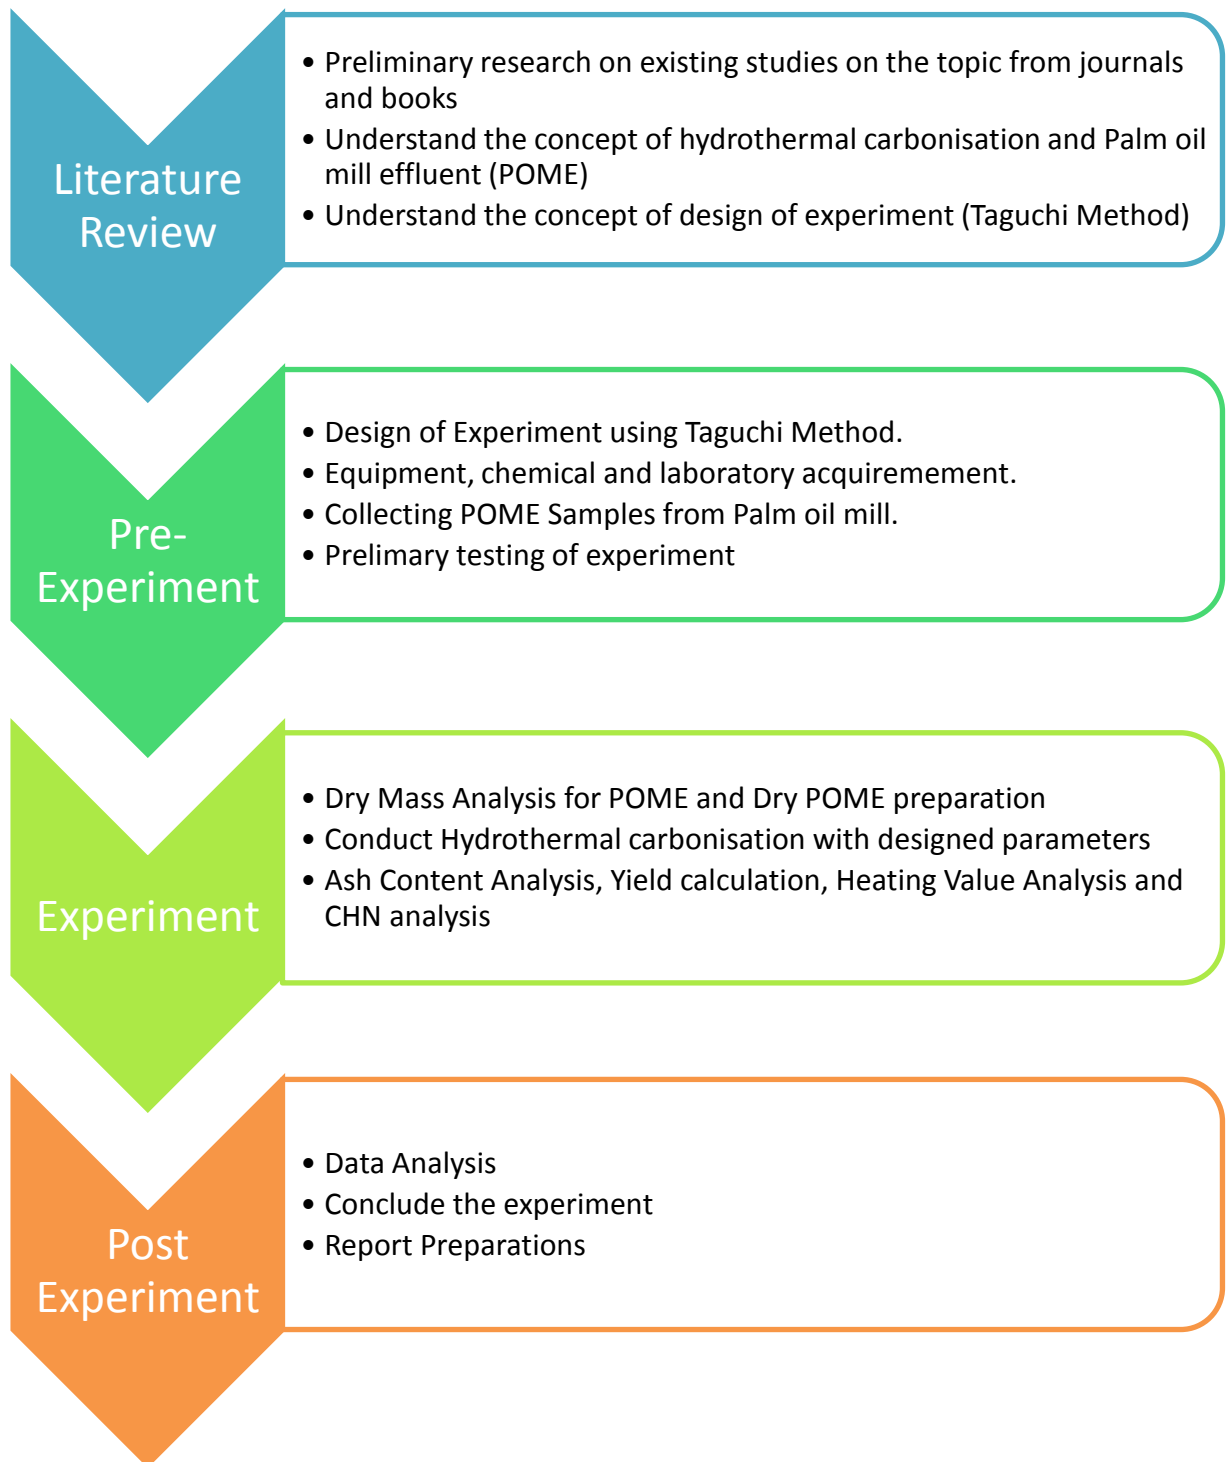 Literature
Review
• Preliminary research on existing studies on the topic from journals
and books
• Understand the concept of hydrothermal carbonisation and Palm oil
mill effluent (POME)
• Understand the concept of design of experiment (Taguchi Method)
Pre-
Experiment
• Design of Experiment using Taguchi Method.
• Equipment, chemical and laboratory acquiremement.
• Collecting POME Samples from Palm oil mill.
• Prelimary testing of experiment
Experiment
• Dry Mass Analysis for POME and Dry POME preparation
• Conduct Hydrothermal carbonisation with designed parameters
• Ash Content Analysis, Yield calculation, Heating Value Analysis and
CHN analysis
Post
Experiment
• Data Analysis
• Conclude the experiment
• Report Preparations